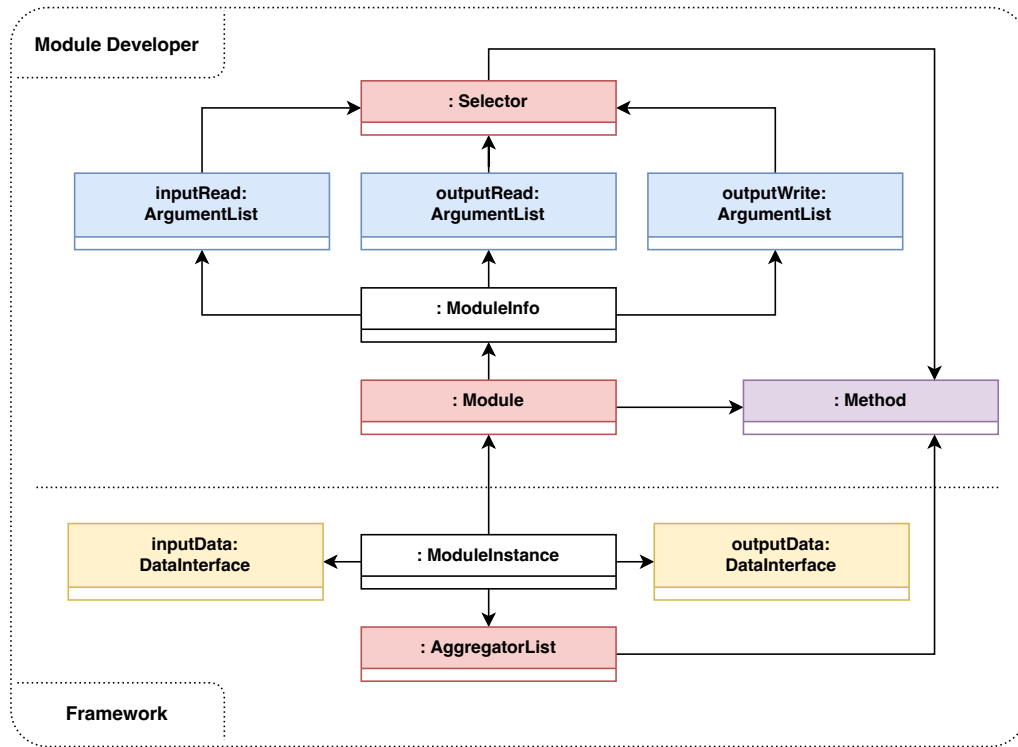 Module Developer
: Selector
inputRead:
ArgumentList
outputRead:
ArgumentList
outputWrite:
ArgumentList
: ModuleInfo
: Module
: Method
inputData:
DataInterface
: ModuleInstance
outputData:
DataInterface
: AggregatorList
Framework